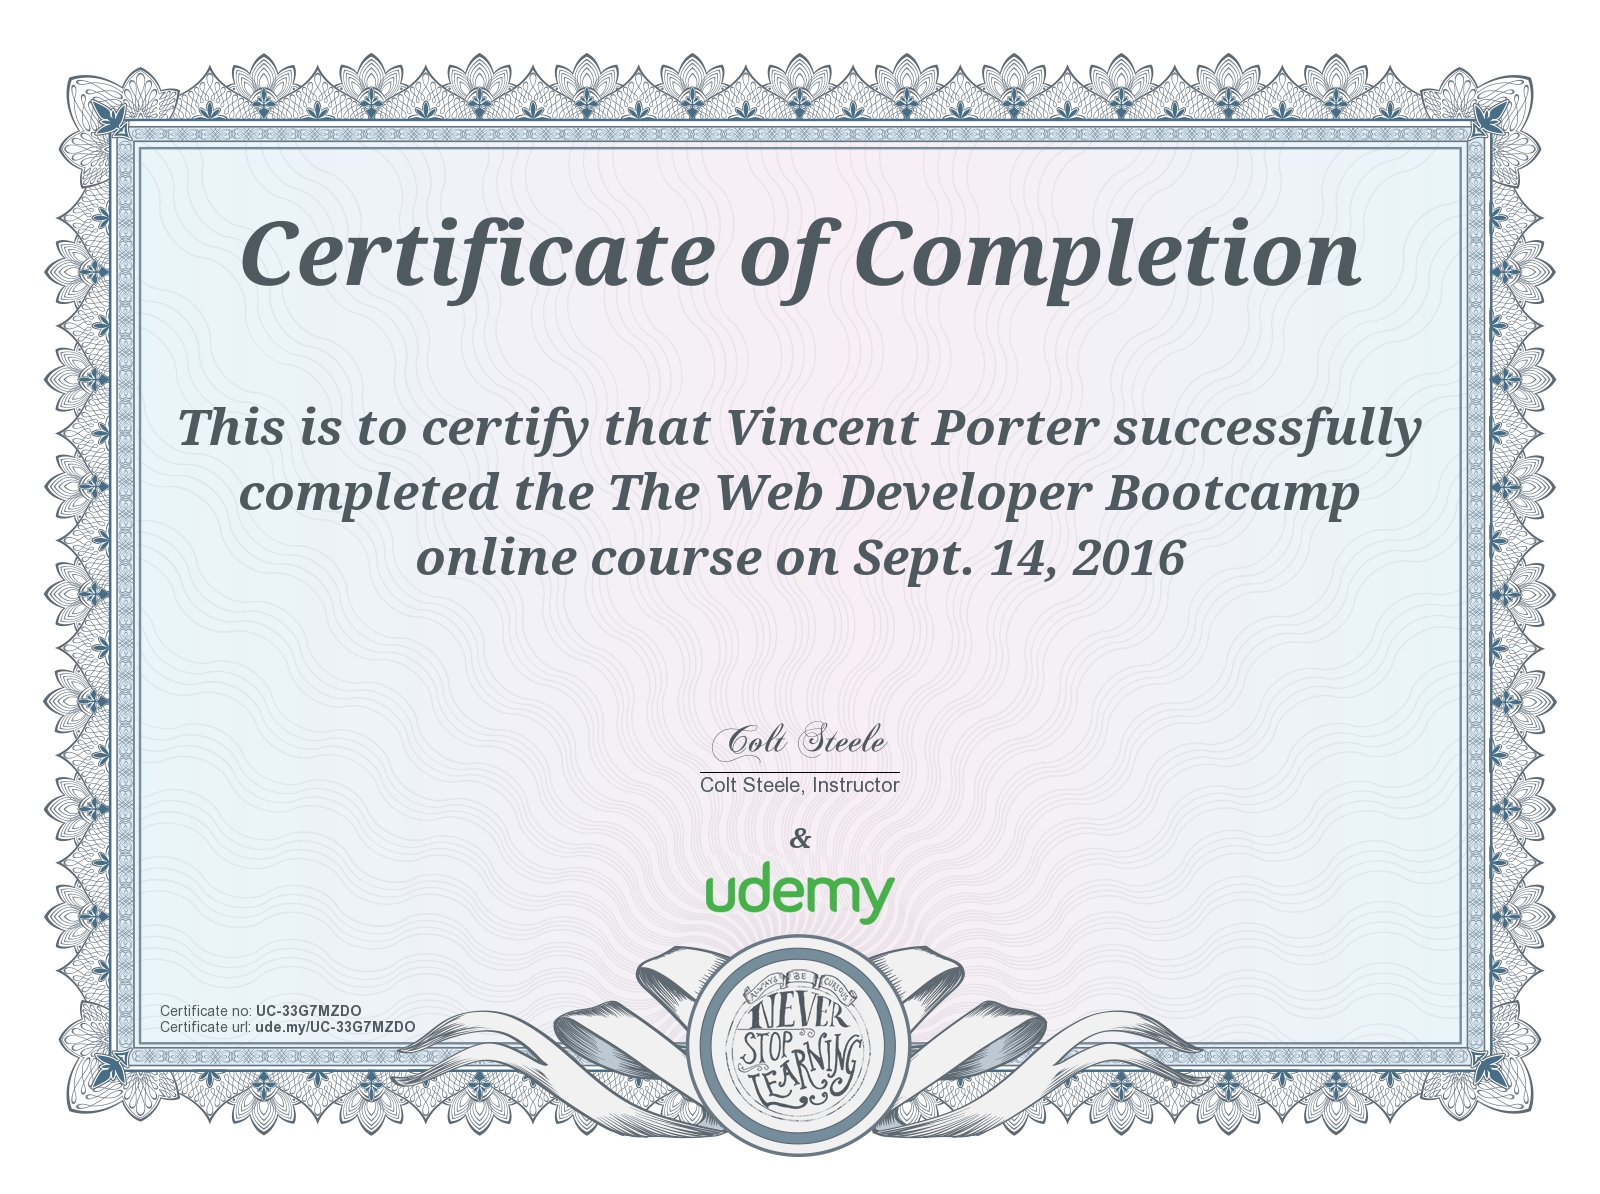 Certificate of Completion
This is to certify that Vincent Porter successfully
completed the The Web Developer Bootcamp
online course on Sept. 14, 2016
Colt Steele
Colt Steele, Instructor
&
udemy
Certificate no: UC-33G7MZDO
Certificate url: ude.my/UC-33G7MZDO
ALWAYS BE CURIOUS
NEVER
STOP
LEARNING